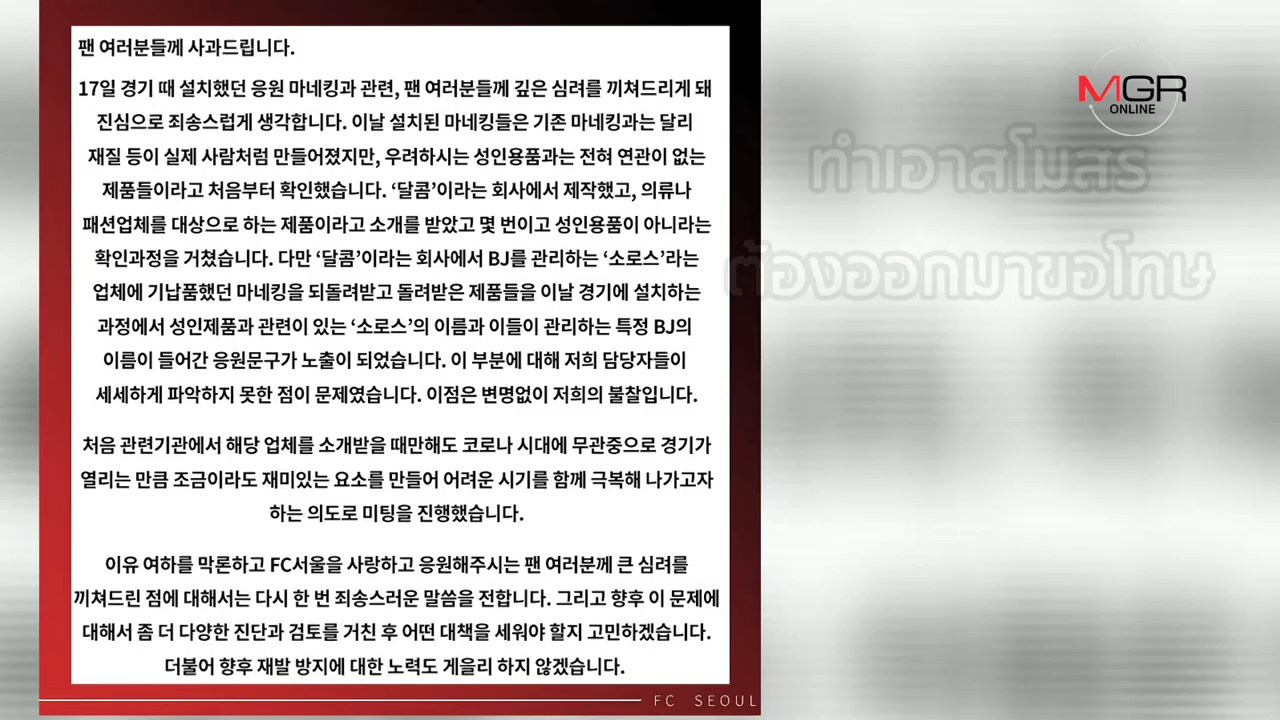 팬 여러분들께 사과드립니다.
17일 경기 때 설치했던 응원 마네킹과 관련, 팬 여러분들께 깊은 심려를 끼쳐드리게 돼
진심으로 죄송스럽게 생각합니다. 이날 설치된 마네킹들은 기존 마네킹과는 달리
재질 등이 실제 사람처럼 만들어졌지만, 우려하시는 성인용품과는 전혀 연관이 없는
제품들이라고 처음부터 확인했습니다. ‘달콤’이라는 회사에서 제작했고, 의류나
패션업체를 대상으로 하는 제품이라고 소개를 받았고 몇 번이고 성인용품이 아니라는
확인과정을 거쳤습니다. 다만 ‘달콤’이라는 회사에서 BJ를 관리하는 ‘소로스’라는
업체에 기납품했던 마네킹을 되돌려받고 돌려받은 제품들을 이날 경기에 설치하는
과정에서 성인제품과 관련이 있는 ‘소로스’의 이름과 이들이 관리하는 특정 BJ의
이름이 들어간 응원문구가 노출이 되었습니다. 이 부분에 대해 저희 담당자들이
세세하게 파악하지 못한 점이 문제였습니다. 이점은 변명없이 저희의 불찰입니다.
처음 관련기관에서 해당 업체를 소개받을 때만해도 코로나 시대에 무관중으로 경기가
열리는 만큼 조금이라도 재미있는 요소를 만들어 어려운 시기를 함께 극복해 나가고자
하는 의도로 미팅을 진행했습니다.
이유 여하를 막론하고 FC서울을 사랑하고 응원해주시는 팬 여러분께 큰 심려를
끼쳐드린 점에 대해서는 다시 한 번 죄송스러운 말씀을 전합니다. 그리고 향후 이 문제에
대해서 좀 더 다양한 진단과 검토를 거친 후 어떤 대책을 세워야 할지 고민하겠습니다.
더불어 향후 재발 방지에 대한 노력도 게을리 하지 않겠습니다.
FC SEOUL
MGR
ONLINE
ทำเอาสโมสร
ต้องออกมาขอโทษ